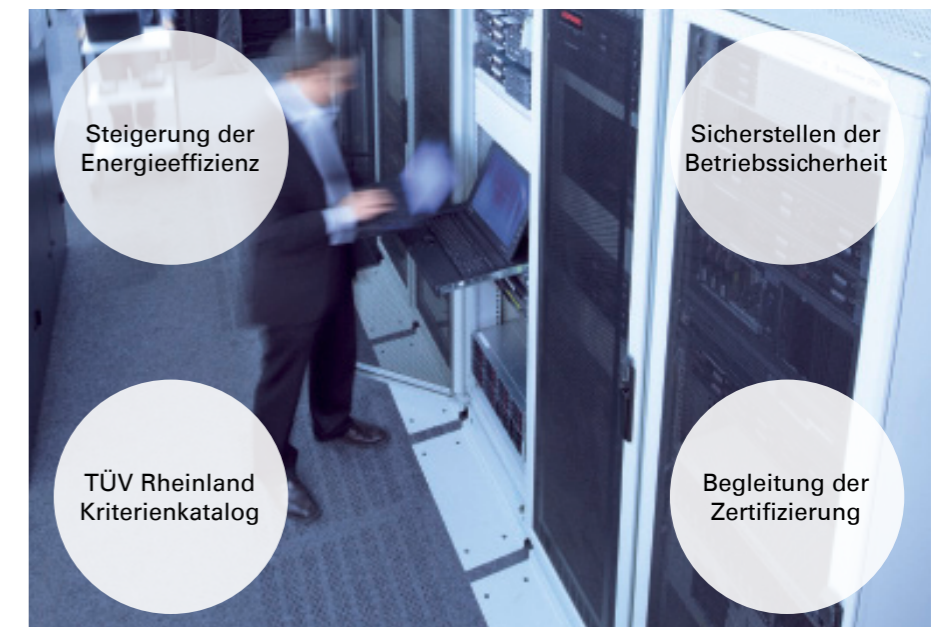 Steigerung der
Energieeffizienz
Sicherstellen der
Betriebssicherheit
TÜV Rheinland
Kriterienkatalog
Begleitung der
Zertifizierung